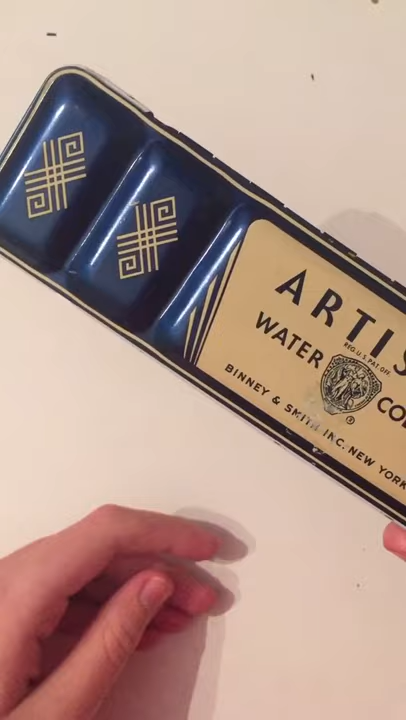 ARTIS
WATER
REG.U.S.PAT.OFF.
CO
BINNEY & SMITH INC. NEW YORK